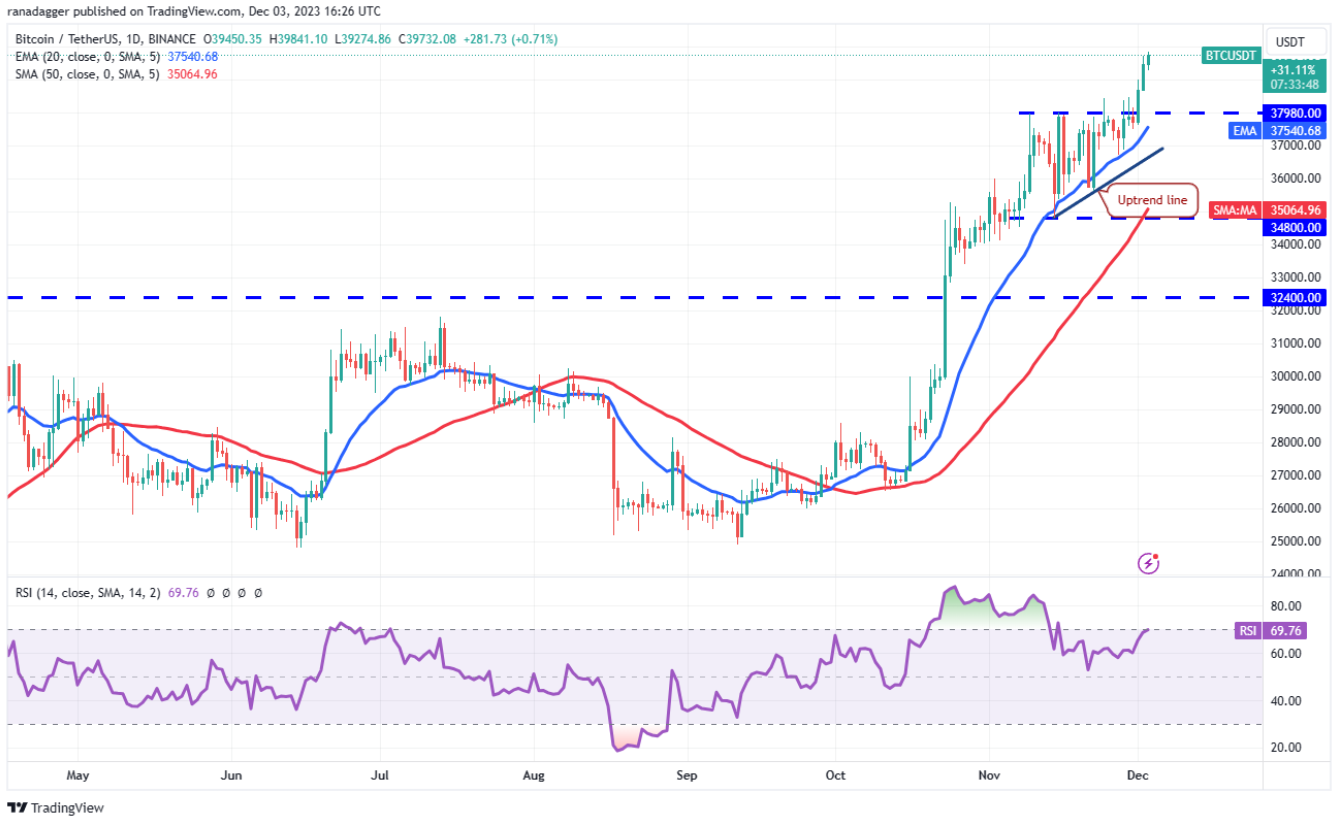 ranadagger published on TradingView.com, Dec 03, 2023 16:26 UTC
Bitcoin / TetherUS, 1D, BINANCE O39450.35 H39841.10 L39274.86 C39732.08 +281.73 (+0.71%)
EMA (20, close, 0, SMA, 5) 37540.68
SMA (50, close, 0, SMA, 5) 35064.96
USDT
BTCUSDT
+31.11%
07:33:48
37980.00
EMA 37540.68
37000.00
36000.00
Uptrend line
SMA:MA 35064.96
34800.00
34000.00
33000.00
32400.00
32000.00
31000.00
30000.00
29000.00
28000.00
27000.00
26000.00
25000.00
24000.00
RSI (14, close, SMA, 14, 2) 69.76 Ø Ø Ø Ø
80.00
RSI 69.76
60.00
40.00
20.00
May Jun Jul Aug Sep Oct Nov Dec
TradingView